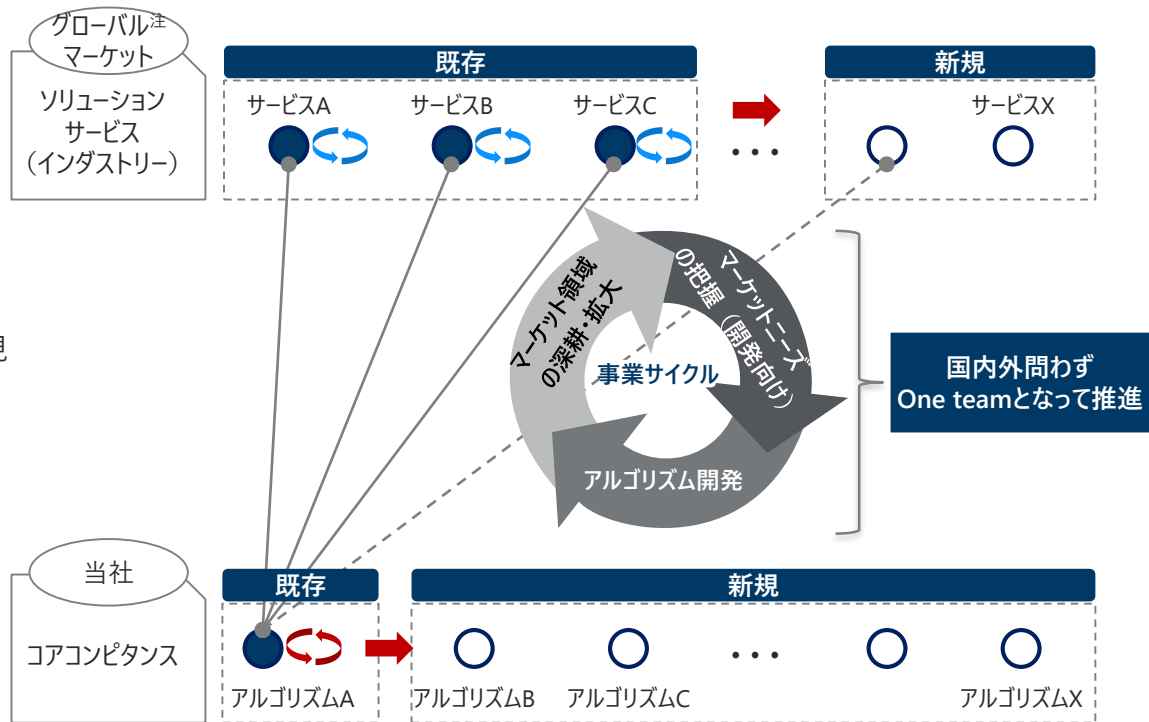 グローバル注
マーケット
ソリューション
サービス
（インダストリー）
既存
新規
サービスA
サービスB
サービスC
・・・
サービスX
マーケット領域
の深耕・拡大
マーケットニーズ
の把握（開発向け）
事業サイクル
アルゴリズム開発
国内外問わず
One teamとなって推進
見
当社
コアコンピタンス
既存
新規
・・・
アルゴリズムA
アルゴリズムB
アルゴリズムC
アルゴリズムX